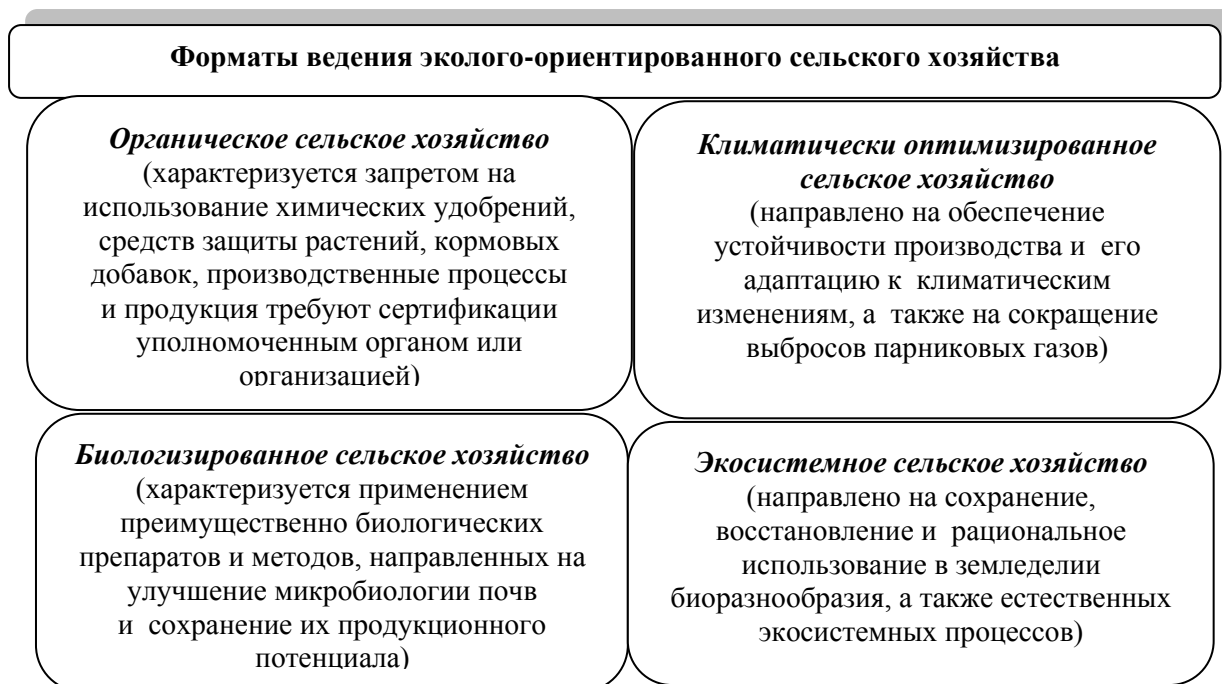 Форматы ведения эколого-ориентированного сельского хозяйства
Органическое сельское хозяйство
(характеризуется запретом на
использование химических удобрений,
средств защиты растений, кормовых
добавок, производственные процессы
и продукция требуют сертификации
уполномоченным органом или
организацией)
Климатически оптимизированное
сельское хозяйство
(направлено на обеспечение
устойчивости производства и его
адаптацию к климатическим
изменениям, а также на сокращение
выбросов парниковых газов)
Биологизированное сельское хозяйство
(характеризуется применением
преимущественно биологических
препаратов и методов, направленных на
улучшение микробиологии почв
и сохранение их продукционного
потенциала)
Экосистемное сельское хозяйство
(направлено на сохранение,
восстановление и рациональное
использование в земледелии
биоразнообразия, а также естественных
экосистемных процессов)